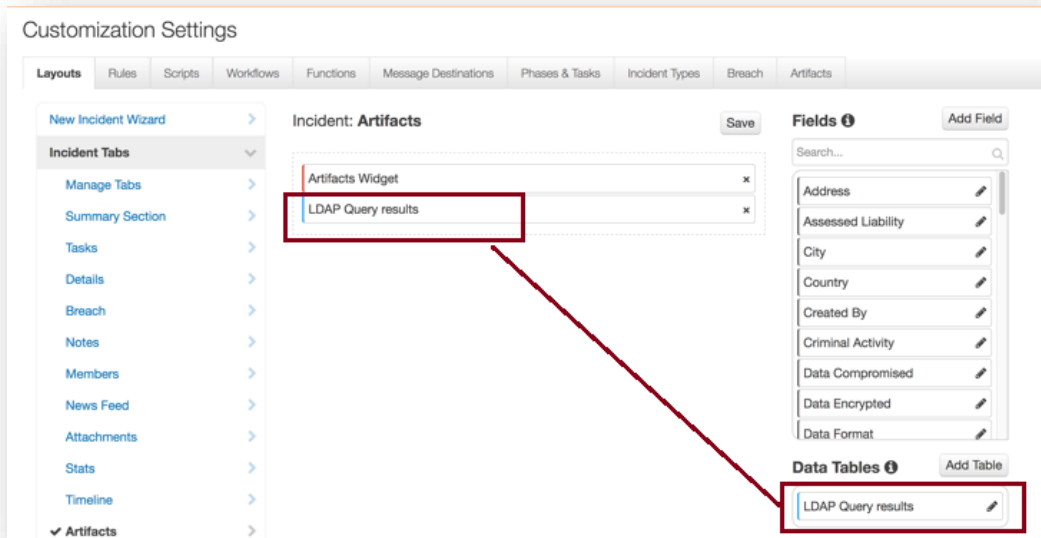 Customization Settings
Layouts Rules Scripts Workflows Functions Message Destinations Phases & Tasks Incident Types Breach Artifacts
New Incident Wizard
Incident Tabs
Manage Tabs
Summary Section
Tasks
Details
Breach
Notes
Members
News Feed
Attachments
Stats
Timeline
Artifacts
Incident: Artifacts
Save
Artifacts Widget
LDAP Query results
Fields
Add Field
Search...
Address
Assessed Liability
City
Country
Created By
Criminal Activity
Data Compromised
Data Encrypted
Data Format
Data Tables
Add Table
LDAP Query results